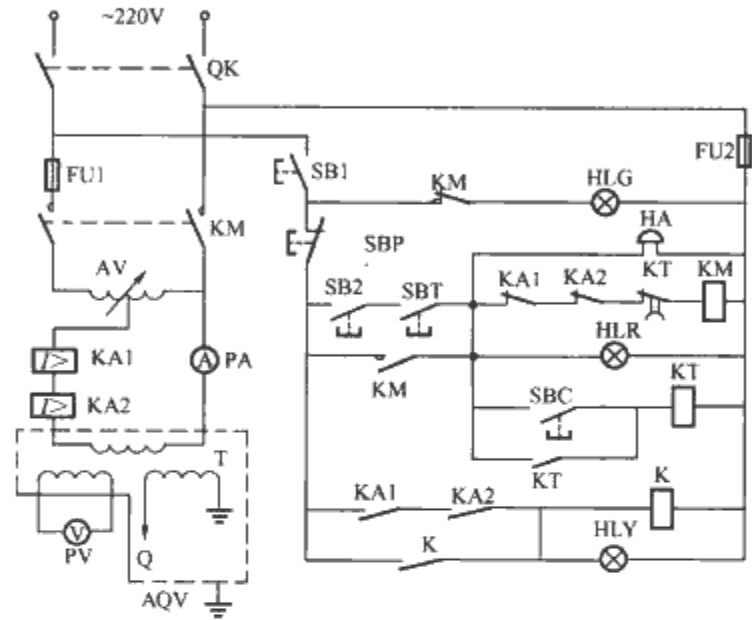 ~220V
QK
FU1
SB1
FU2
KM
HLG
KM
HA
SBP
AV
KA1
KA2
KT
KM
SB2
SBT
KA1
PA
A
HLR
KM
KT
KA2
SBC
T
KT
KA1
KA2
K
V
PV
Q
K
HLY
AQV
I>
I>